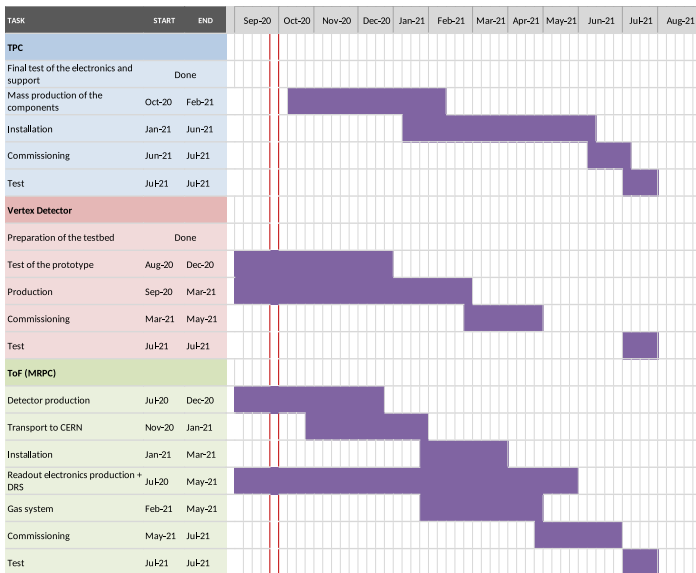 TASK START END Sep-20 Oct-20 Nov-20 Dec-20 Jan-21 Feb-21 Mar-21 Apr-21 May-21 Jun-21 Jul-21 Aug-21
TPC
Final test of the electronics and
support Done
Mass production of the
components Oct-20 Feb-21
Installation Jan-21 Jun-21
Commissioning Jun-21 Jul-21
Test Jul-21 Jul-21
Vertex Detector
Preparation of the testbed Done
Test of the prototype Aug-20 Dec-20
Production Sep-20 Mar-21
Commissioning Mar-21 May-21
Test Jul-21 Jul-21
ToF (MRPC)
Detector production Jul-20 Dec-20
Transport to CERN Nov-20 Jan-21
Installation Jan-21 Mar-21
Readout electronics production +
DRS Jul-20 May-21
Gas system Feb-21 May-21
Commissioning May-21 Jul-21
Test Jul-21 Jul-21